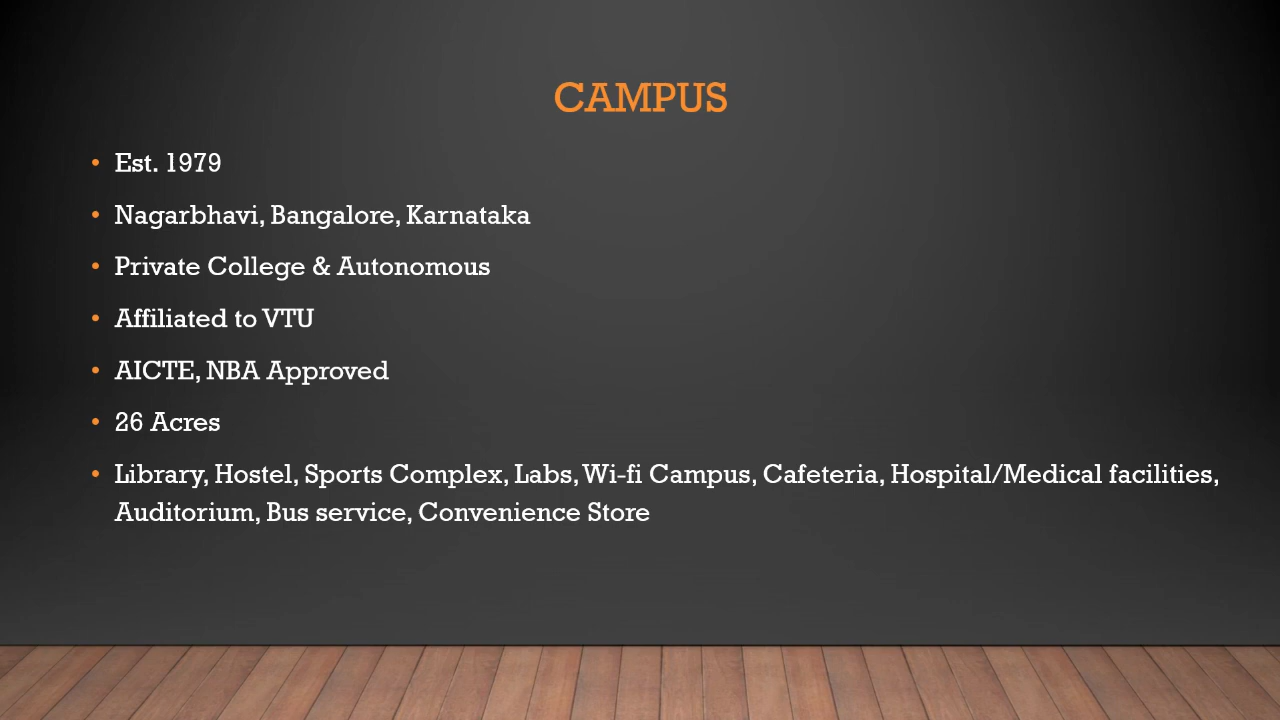 CAMPUS
• Est. 1979
• Nagarbhavi, Bangalore, Karnataka
• Private College & Autonomous
• Affiliated to VTU
• AICTE, NBA Approved
• 26 Acres
• Library, Hostel, Sports Complex, Labs, Wi-fi Campus, Cafeteria, Hospital/Medical facilities,
Auditorium, Bus service, Convenience Store